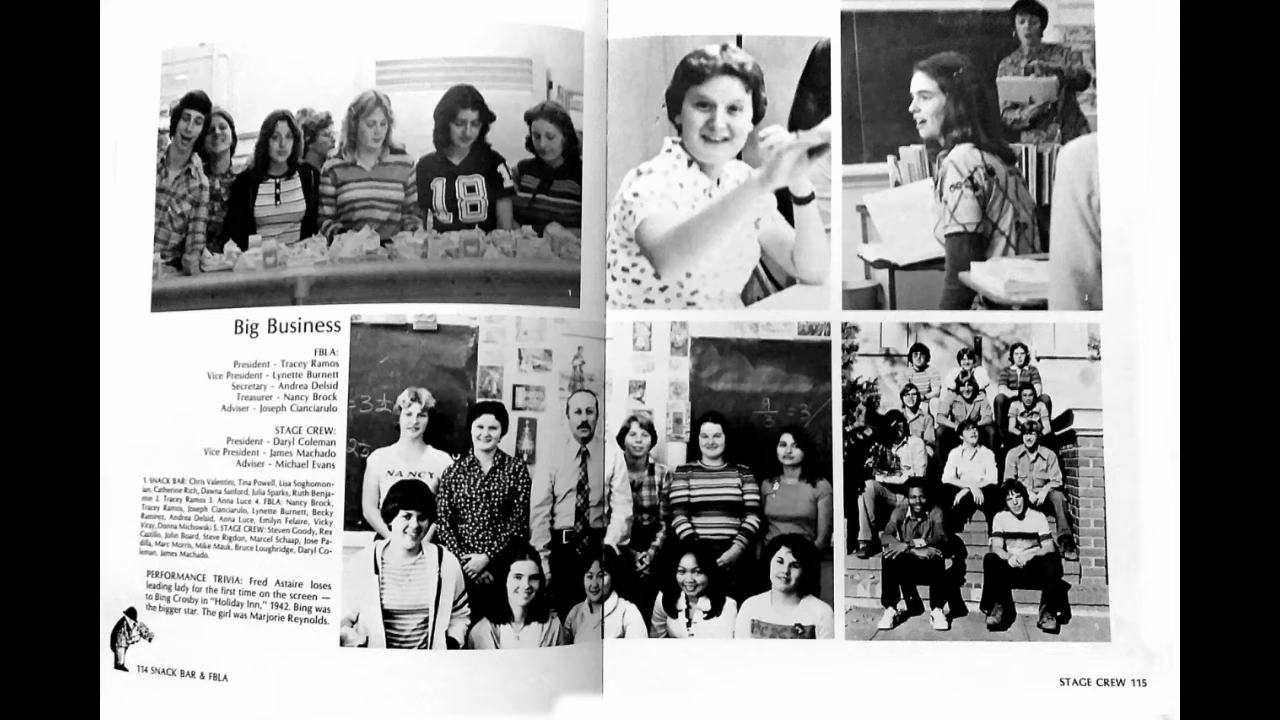 Big Business
FBLA:
President - Tracey Ramos
Vice President - Lynette Burnett
Secretary - Andrea Delsid
Treasurer - Nancy Brock
Adviser - Joseph Cianciarulo
STAGE CREW:
President - Daryl Coleman
Vice President - James Machado
Adviser - Michael Evans
1. SNACK BAR: Chris Valentini, Tina Powell, Lisa Soghomon-
ian, Catherine Rich, Dawna Sanford, Julia Sparks, Ruth Benja-
min 2. Tracey Ramos 3. Anna Luce 4. FBLA: Nancy Brock,
Tracey Ramos, Joseph Cianciarulo, Lynette Burnett, Becky
Ramirez, Andrea Delsid, Anna Luce, Emilyn Felaire, Vicky
Viray, Donna Michowski 5. STAGE CREW: Steven Goody, Rex
Castillo, John Board, Steve Rigdon, Marcel Schaap, Jose Pa-
dilla, Marc Morris, Mike Mauk, Bruce Loughridge, Daryl Co-
leman, James Machado.
PERFORMANCE TRIVIA: Fred Astaire loses
leading lady for the first time on the screen —
to Bing Crosby in "Holiday Inn," 1942. Bing was
the bigger star. The girl was Marjorie Reynolds.
114 SNACK BAR & FBLA
18
1
NANCY
9/3 = 3
STAGE CREW 115